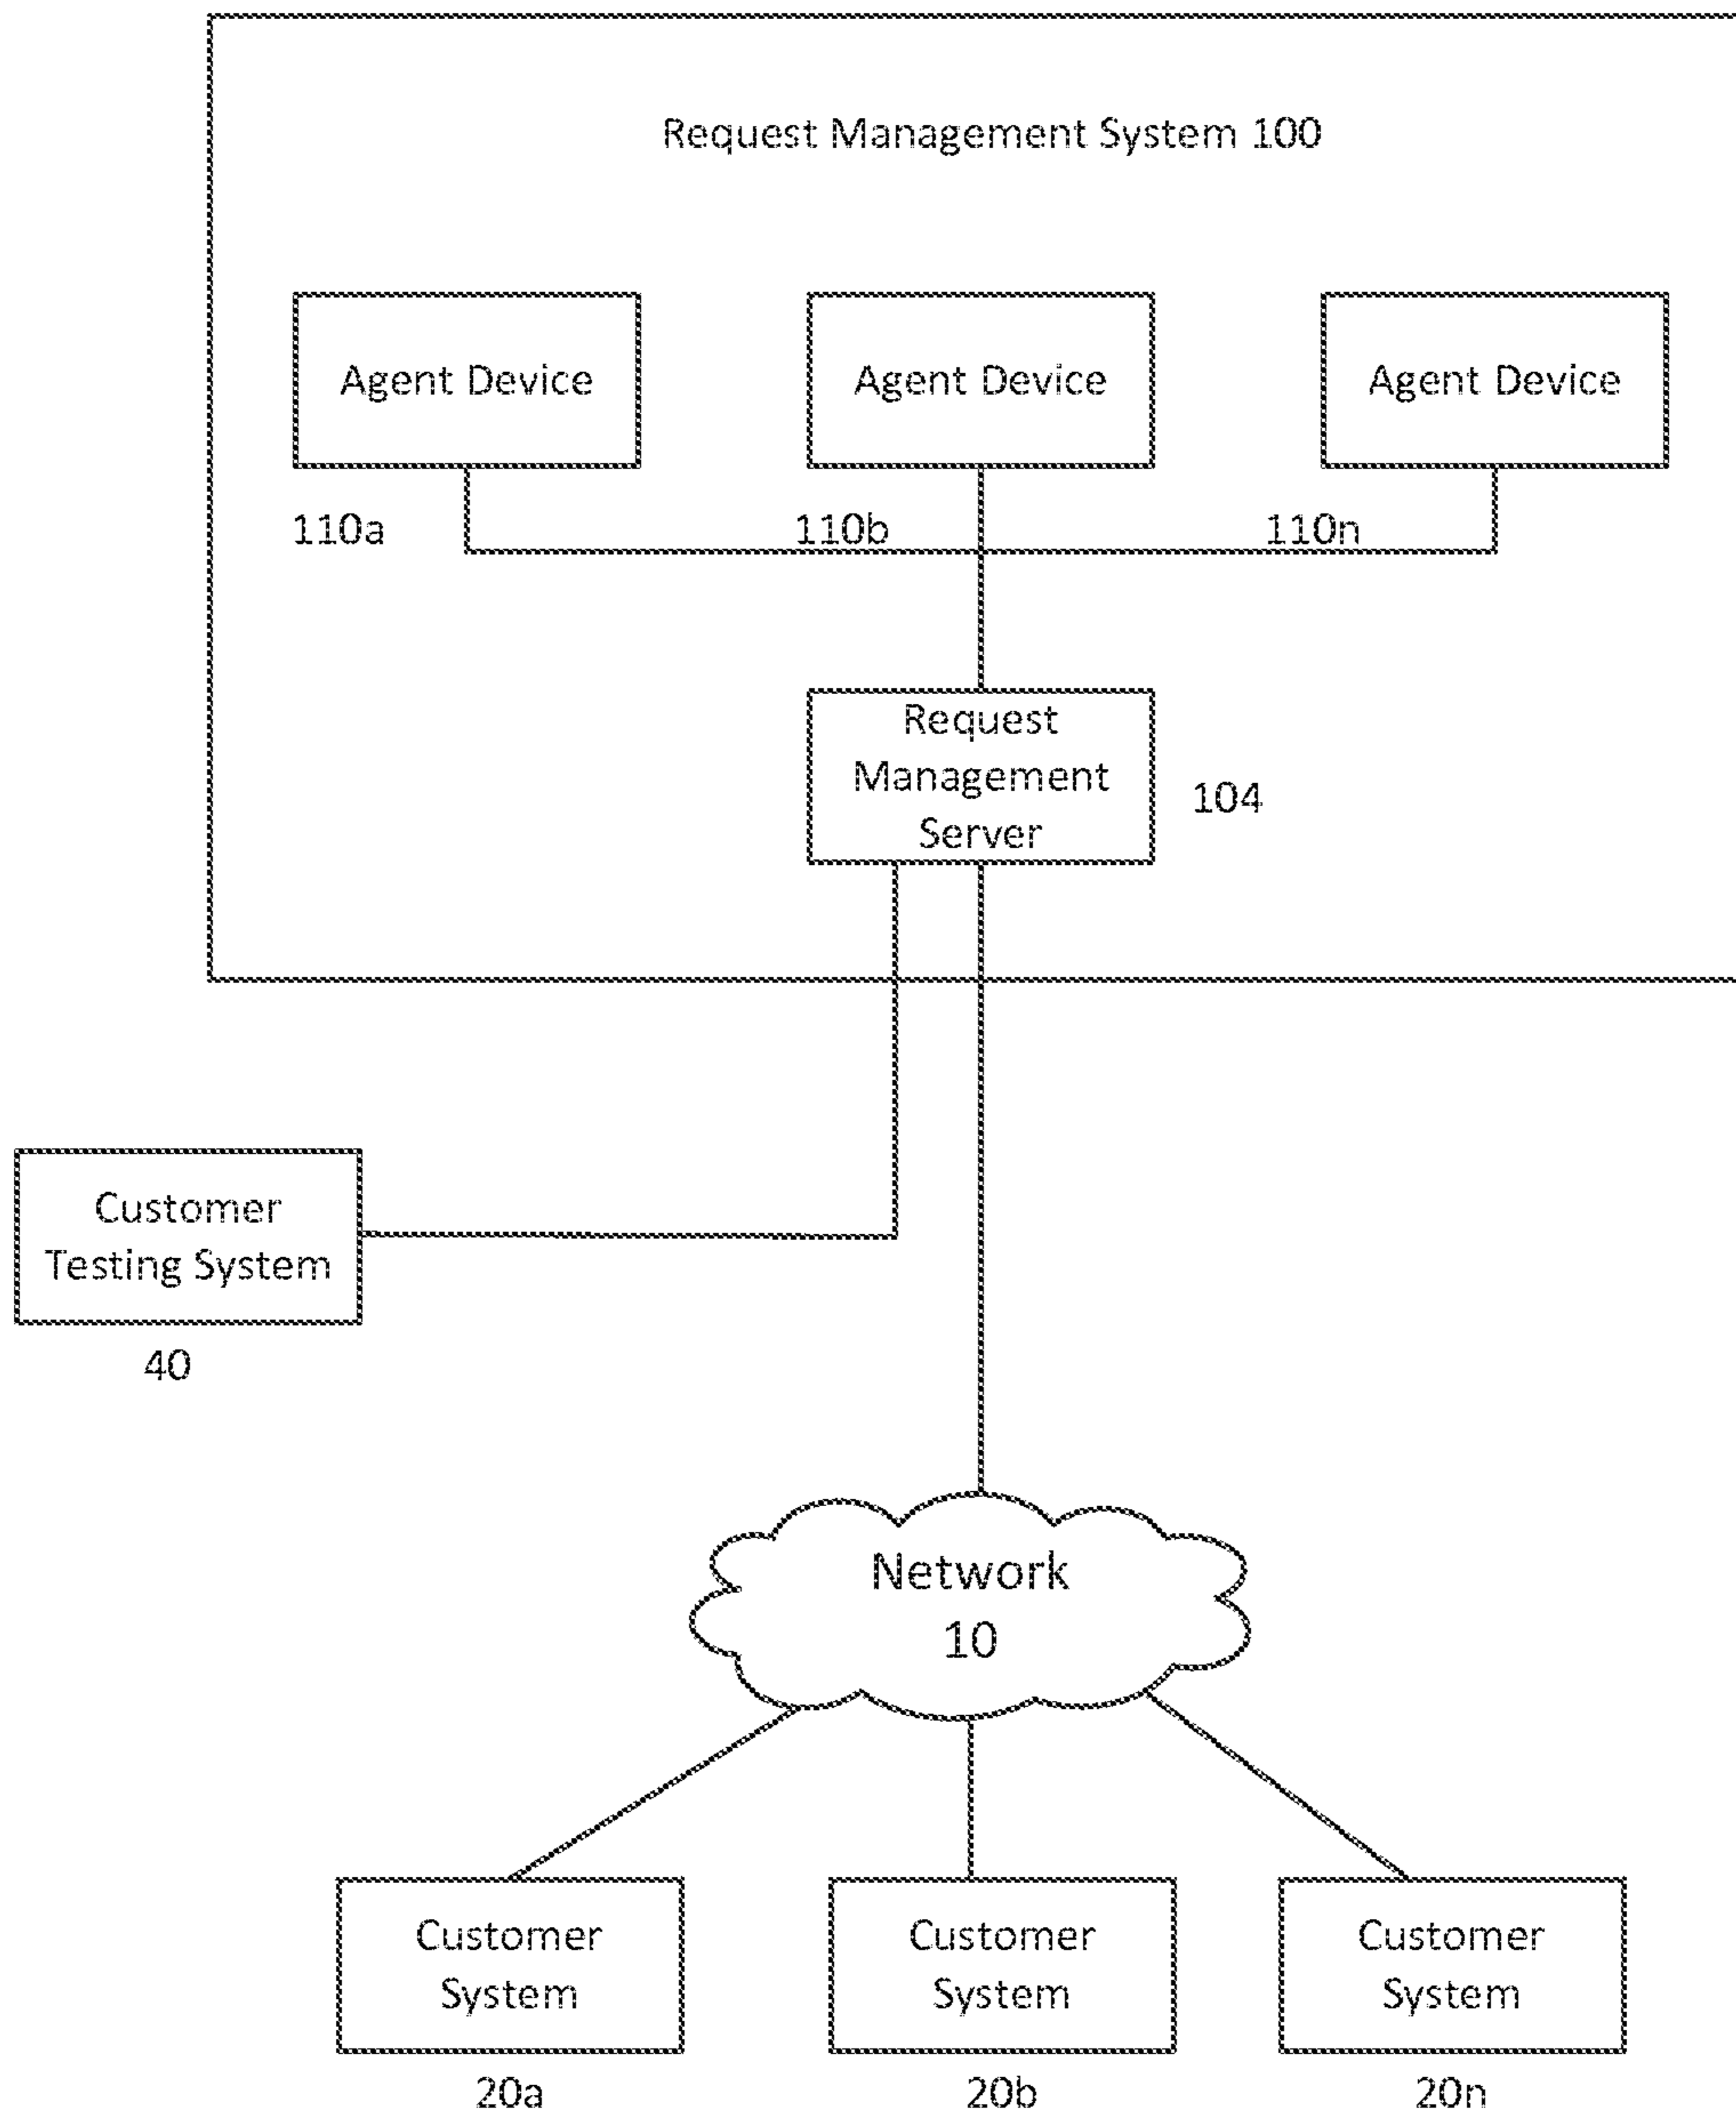 Request Management System 100
Agent Device
Agent Device
Agent Device
110a
110b
110n
Request
Management
Server
104
Customer
Testing System
40
Network
10
Customer
System
Customer
System
Customer
System
20a
20b
20n